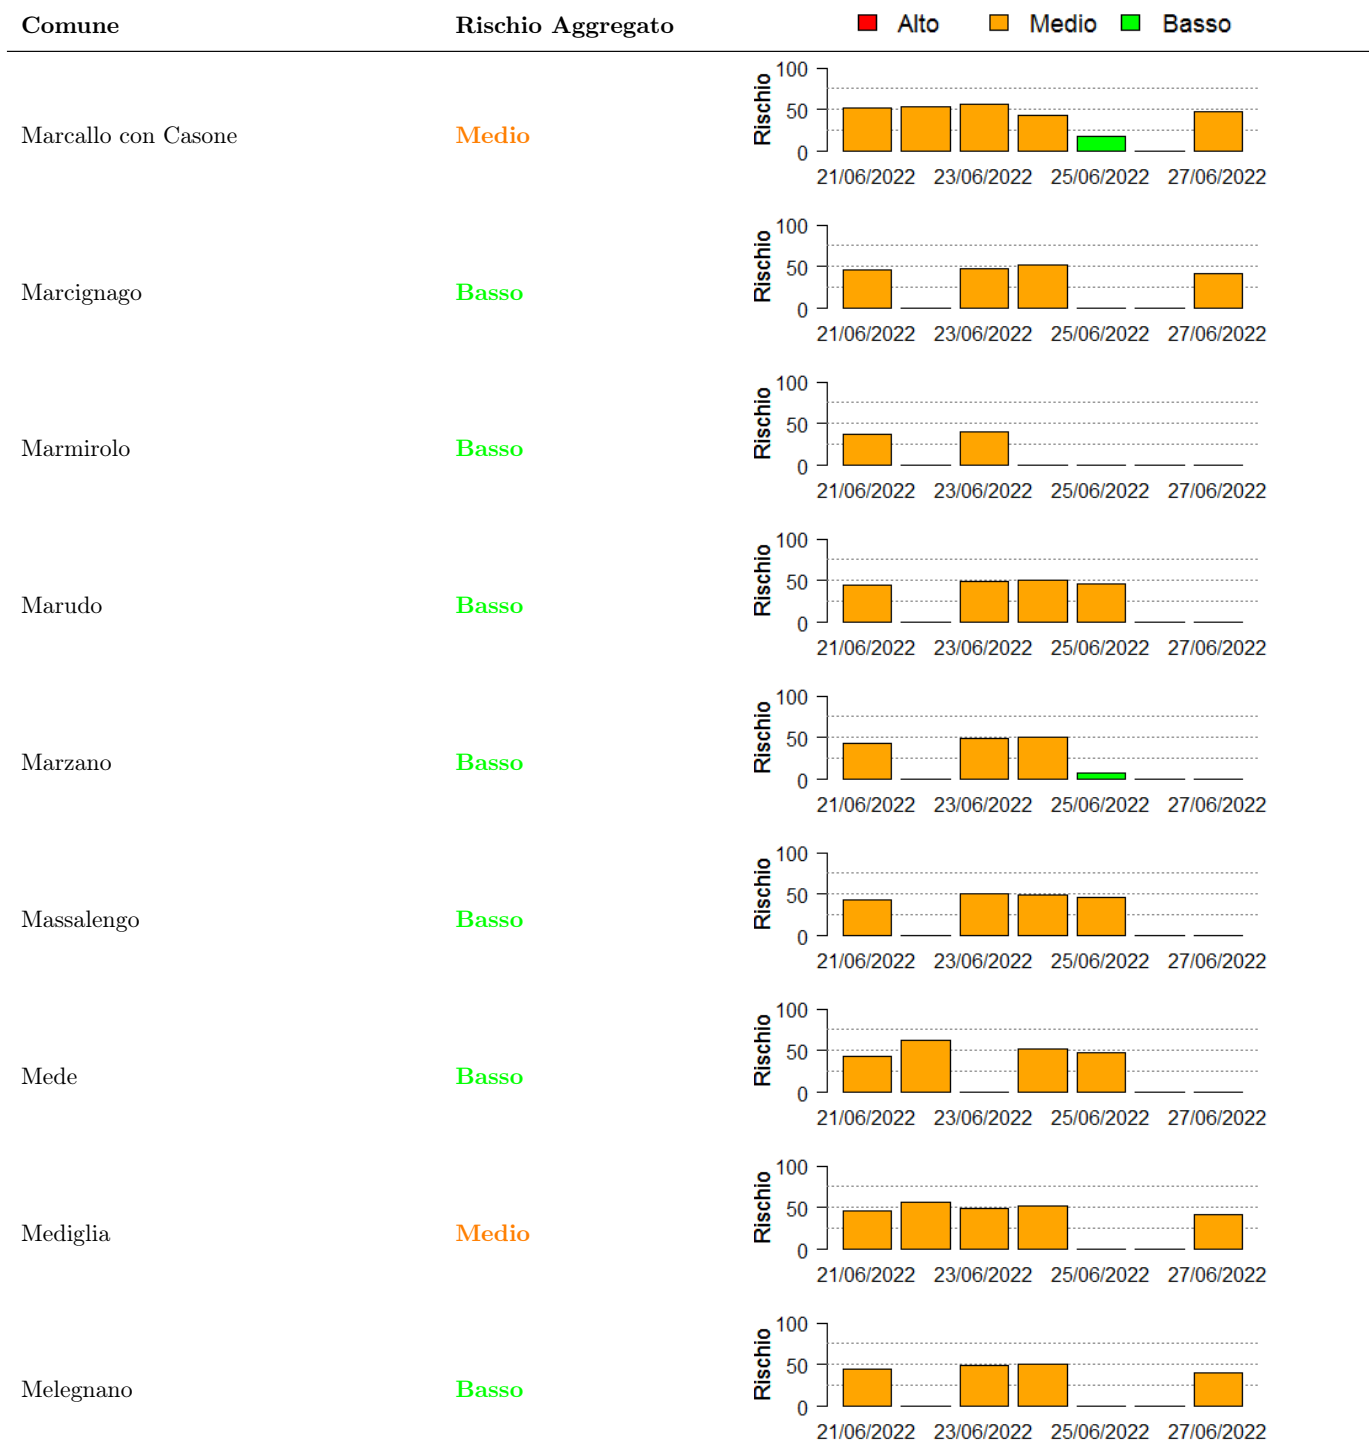 Comune Rischio Aggregato Alto Medio Basso
Marcallo con Casone Medio
Rischio
100
50
0
21/06/2022 23/06/2022 25/06/2022 27/06/2022
Marcignago Basso
Rischio
100
50
0
21/06/2022 23/06/2022 25/06/2022 27/06/2022
Marmirolo Basso
Rischio
100
50
0
21/06/2022 23/06/2022 25/06/2022 27/06/2022
Marudo Basso
Rischio
100
50
0
21/06/2022 23/06/2022 25/06/2022 27/06/2022
Marzano Basso
Rischio
100
50
0
21/06/2022 23/06/2022 25/06/2022 27/06/2022
Massalengo Basso
Rischio
100
50
0
21/06/2022 23/06/2022 25/06/2022 27/06/2022
Mede Basso
Rischio
100
50
0
21/06/2022 23/06/2022 25/06/2022 27/06/2022
Mediglia Medio
Rischio
100
50
0
21/06/2022 23/06/2022 25/06/2022 27/06/2022
Melegnano Basso
Rischio
100
50
0
21/06/2022 23/06/2022 25/06/2022 27/06/2022